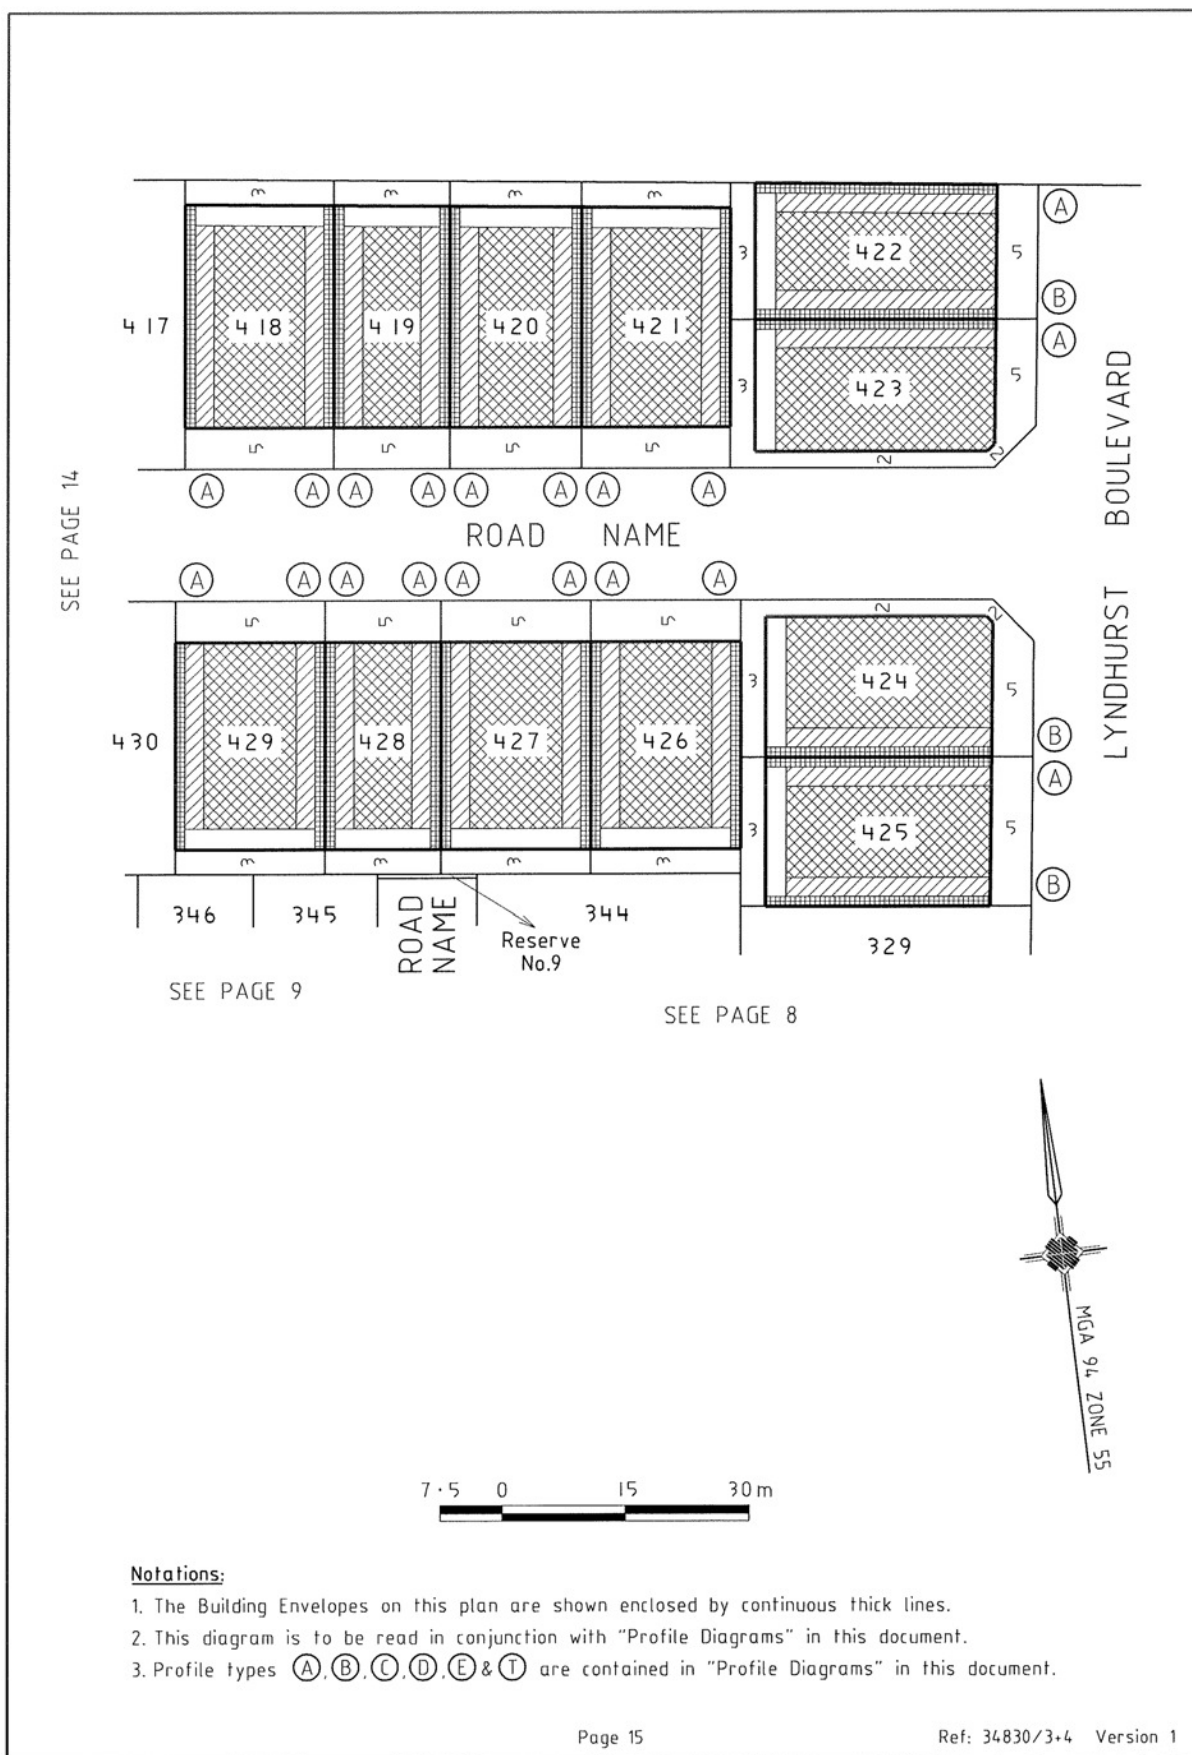 3 3 3 3
A
3 422 5
B
417 418 419 420 421
A
3 423 5
5 5 5 5
2 2
A A A A A A A A
ROAD NAME
LYNDHURST BOULEVARD
SEE PAGE 14
A A A A A A A A
5 5 5 5
2 2
3 424 5
B
430 429 428 427 426
A
3 425 5
3 3 3 3
B
346 345 344
ROAD
NAME
Reserve
No.9
329
SEE PAGE 9
SEE PAGE 8
MGA 94 ZONE 55
7·5 0 15 30m
Notations:
1. The Building Envelopes on this plan are shown enclosed by continuous thick lines.
2. This diagram is to be read in conjunction with "Profile Diagrams" in this document.
3. Profile types A, B, C, D, E & T are contained in "Profile Diagrams" in this document.
Page 15
Ref: 34830/3+4 Version 1